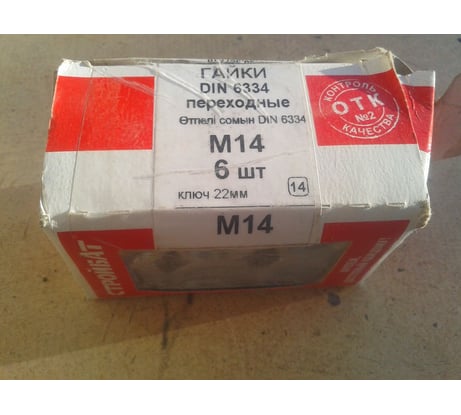 ГАЙКИ
DIN 6334
переходные
Өтпелі сомын DIN 6334
М14
6 шт
ключ 22мм
14
М14
КОНТРОЛЬ
ОТК
№2
КАЧЕСТВА
СТРОЙБАТ